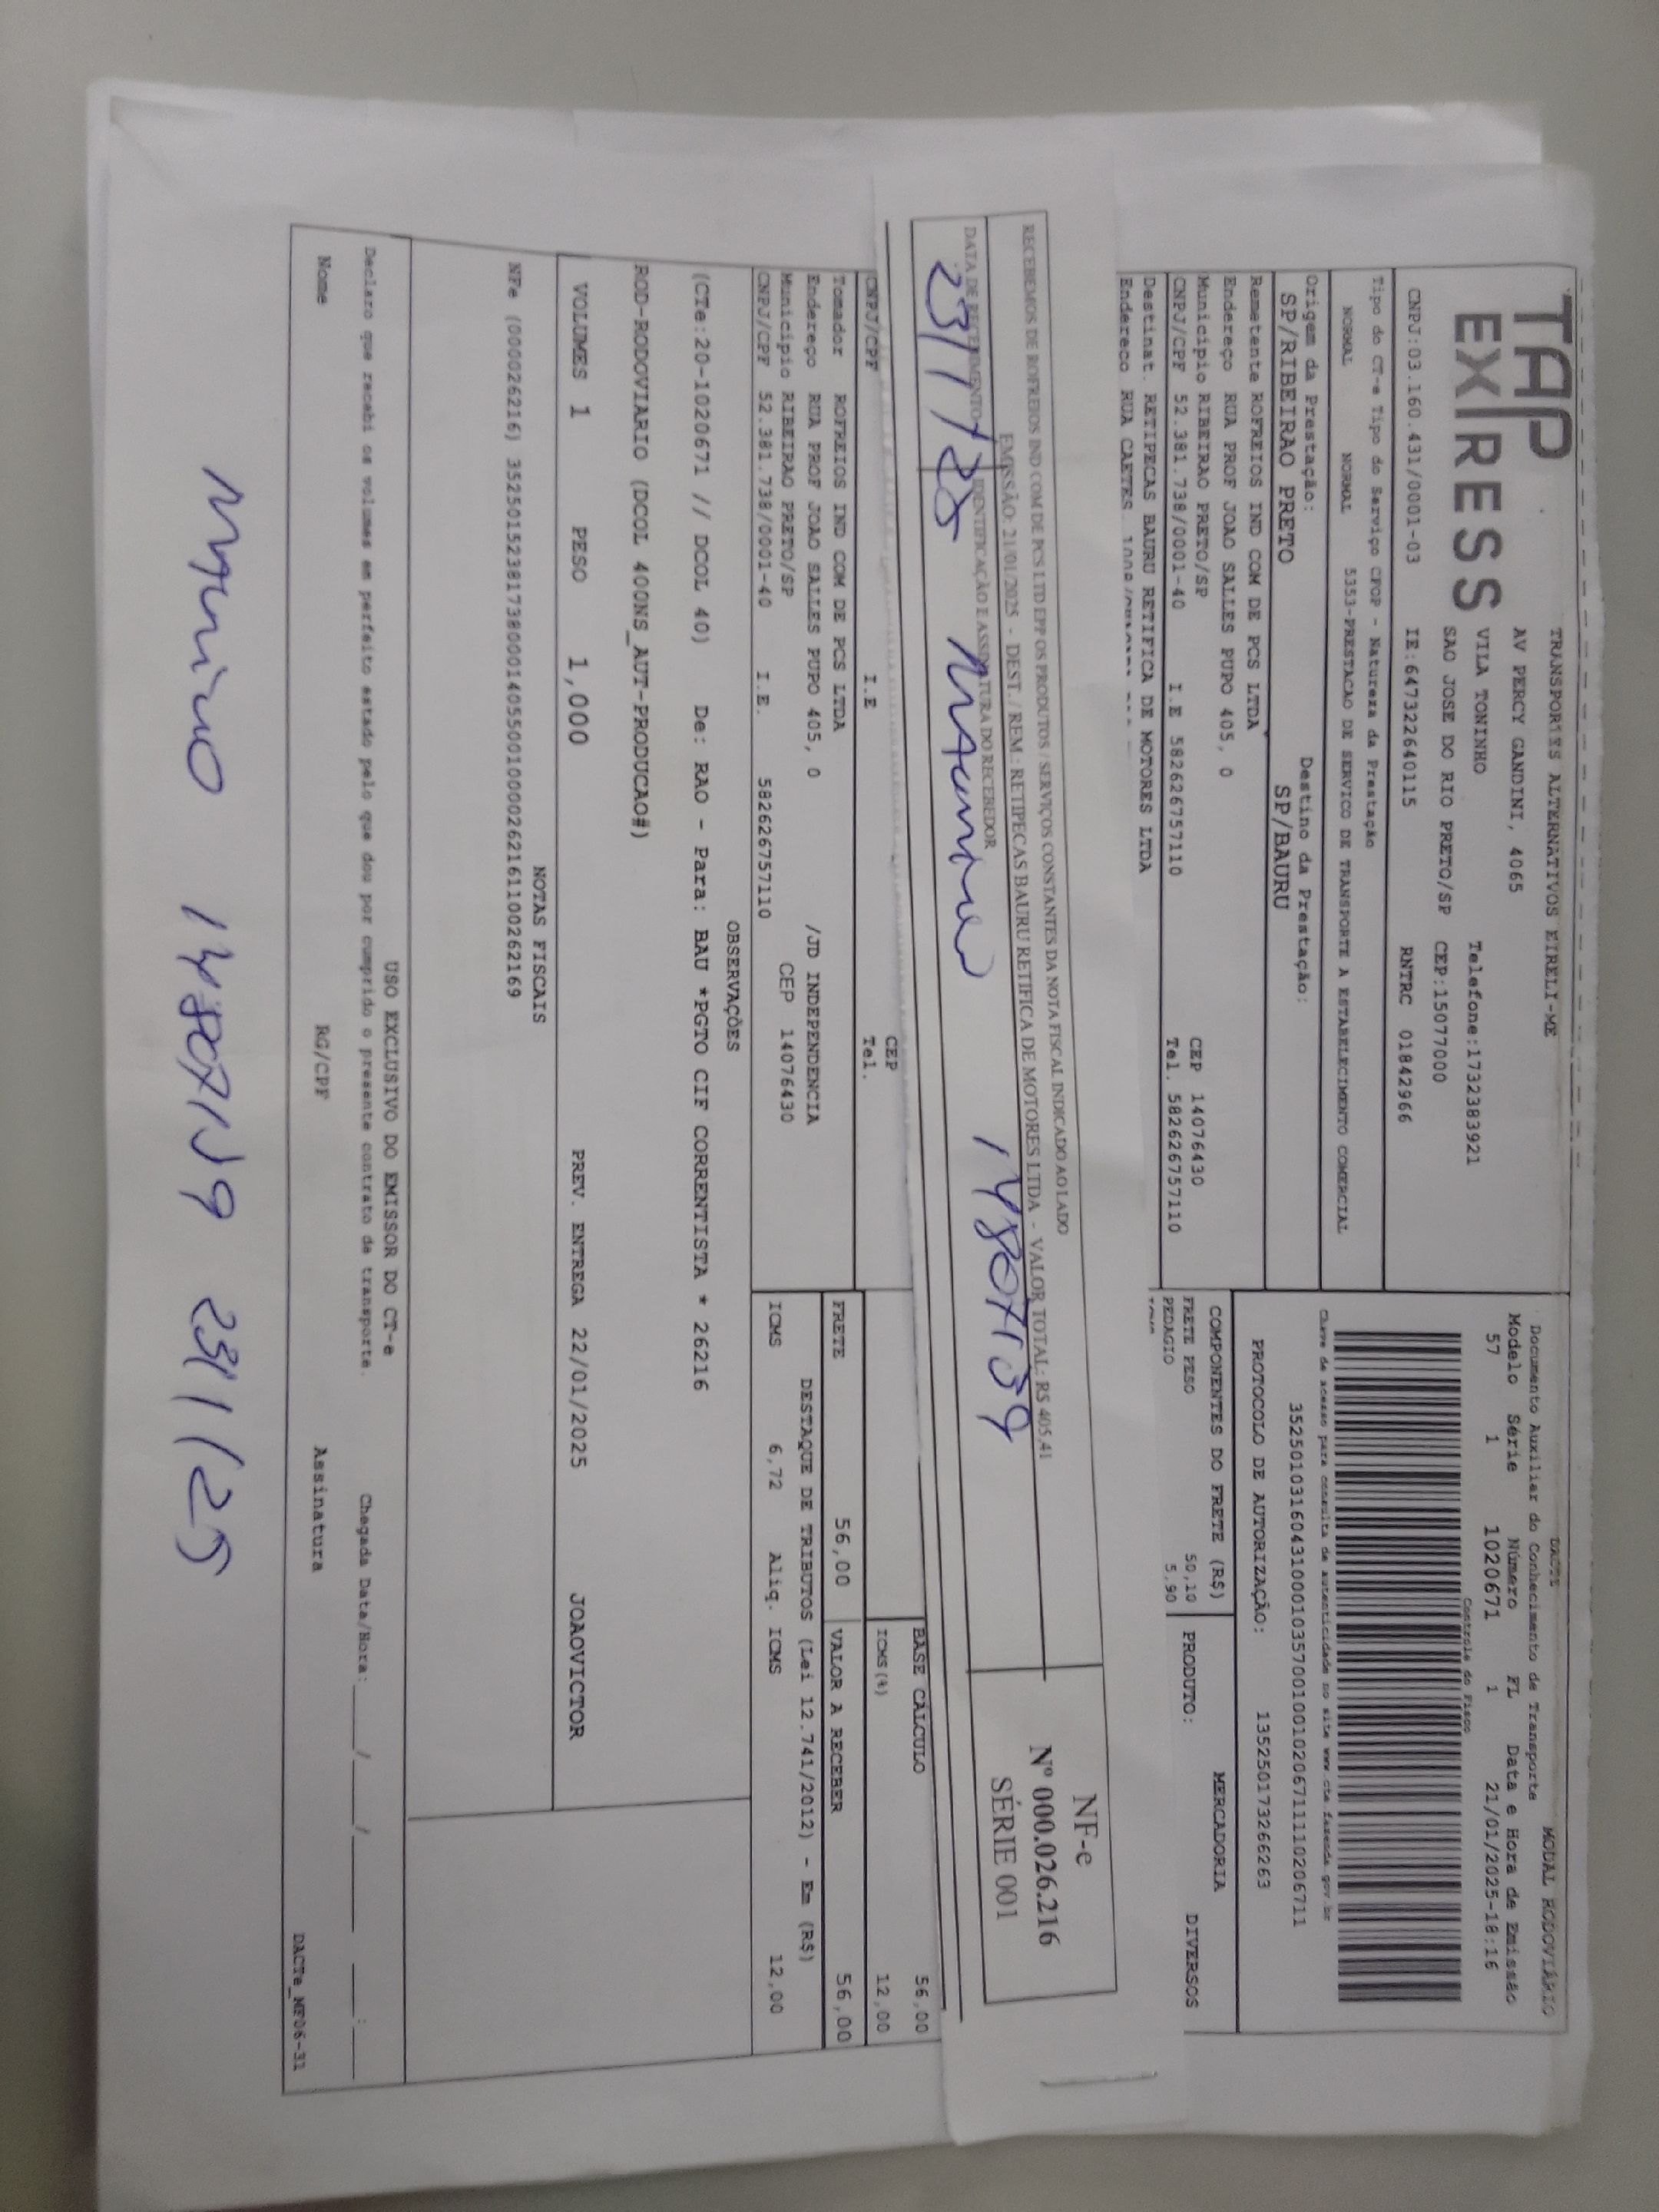 TAP
EXPRESS
TRANSPORTES ALTERNATIVOS EIRELI-ME
AV PERCY GANDINI, 4065
VILA TONINHO Telefone:1732383921
SAO JOSE DO RIO PRETO/SP CEP:15077000
CNPJ:03.160.431/0001-03 IE:647322640115 RNTRC 01842966
Tipo do CT-e Tipo do Serviço CFOP - Natureza da Prestação
NORMAL NORMAL 5353-PRESTACAO DE SERVICO DE TRANSPORTE A ESTABELECIMENTO COMERCIAL
Origem da Prestação: Destino da Prestação:
SP/RIBEIRAO PRETO SP/BAURU
Remetente ROFREIOS IND COM DE PCS LTDA
Endereço RUA PROF JOAO SALLES PUPO 405, 0
Município RIBEIRAO PRETO/SP CEP 14076430
CNPJ/CPF 52.381.738/0001-40 I.E 582626757110 Tel. 582626757110
Destinat. RETIPECAS BAURU RETIFICA DE MOTORES LTDA
Endereço RUA CAETES
DACTE MODAL RODOVIÁRIO
Documento Auxiliar do Conhecimento de Transporte
Modelo Série Número FL Data e Hora de Emissão
57 1 1020671 1 21/01/2025-18:16
Controle do Fisco
Chave de acesso para consulta de autenticidade no site www.cte.fazenda.gov.br
35250103160431000103570010010206711110206711
PROTOCOLO DE AUTORIZAÇÃO: 135250173266263
COMPONENTES DO FRETE (R$) MERCADORIA
FRETE PESO 50,10 PRODUTO: DIVERSOS
PEDAGIO 5,90
RECEBEMOS DE ROFREIOS IND COM DE PCS LTD EPP OS PRODUTOS / SERVIÇOS CONSTANTES DA NOTA FISCAL INDICADO AO LADO
EMISSÃO: 21/01/2025 - DEST./ REM.: RETIPECAS BAURU RETIFICA DE MOTORES LTDA - VALOR TOTAL: R$ 405,41
DATA DE RECEBIMENTO IDENTIFICAÇÃO E ASSINATURA DO RECEBEDOR
23/1/25
NF-e
Nº 000.026.216
SÉRIE 001
BASE CÁLCULO 56,00
CEP
CNPJ/CPF I.E Tel. ICMS(%) 12,00
Tomador ROFREIOS IND COM DE PCS LTDA FRETE 56,00 VALOR A RECEBER 56,00
Endereço RUA PROF JOAO SALLES PUPO 405, 0 /JD INDEPENDENCIA DESTAQUE DE TRIBUTOS (Lei 12.741/2012) - Em (R$)
Município RIBEIRAO PRETO/SP CEP 14076430
CNPJ/CPF 52.381.738/0001-40 I.E. 582626757110 ICMS 6,72 Aliq. ICMS 12,00
OBSERVAÇÕES
(CTe:20-1020671 // DCOL 40) De: RAO - Para: BAU *PGTO CIF CORRENTISTA * 26216
ROD-RODOVIARIO (DCOL 400NS_AUT-PRODUCAO#)
VOLUMES 1 PESO 1,000 PREV. ENTREGA 22/01/2025 JOAOVICTOR
NOTAS FISCAIS
NFe (000026216) 35250152381738000140550010000262161100262169
USO EXCLUSIVO DO EMISSOR DO CT-e
Declaro que recebi os volumes em perfeito estado pelo que dou por cumprido o presente contrato de transporte. Chegada Data/Hora:____/____/____ ____:____
Nome RG/CPF Assinatura
DACTe_MF06-31
23/1/25